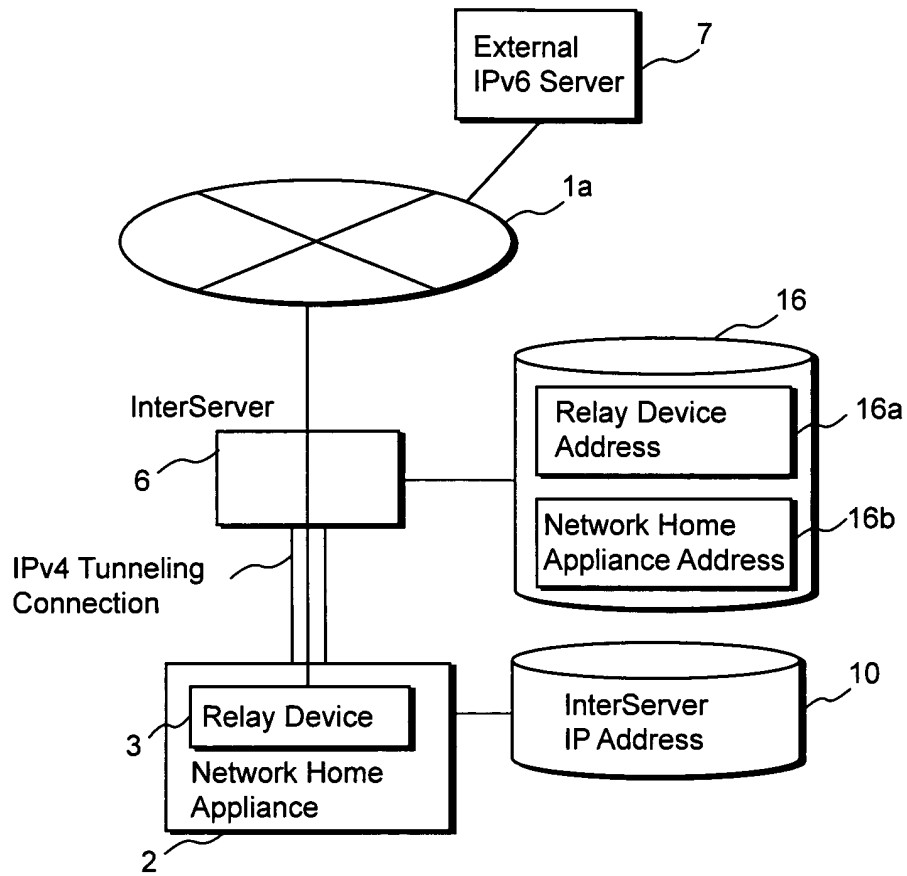 External
IPv6 Server
7
1a
16
InterServer
6
Relay Device
Address
16a
Network Home
Appliance Address
16b
IPv4 Tunneling
Connection
3
Relay Device
Network Home
Appliance
2
InterServer
IP Address
10